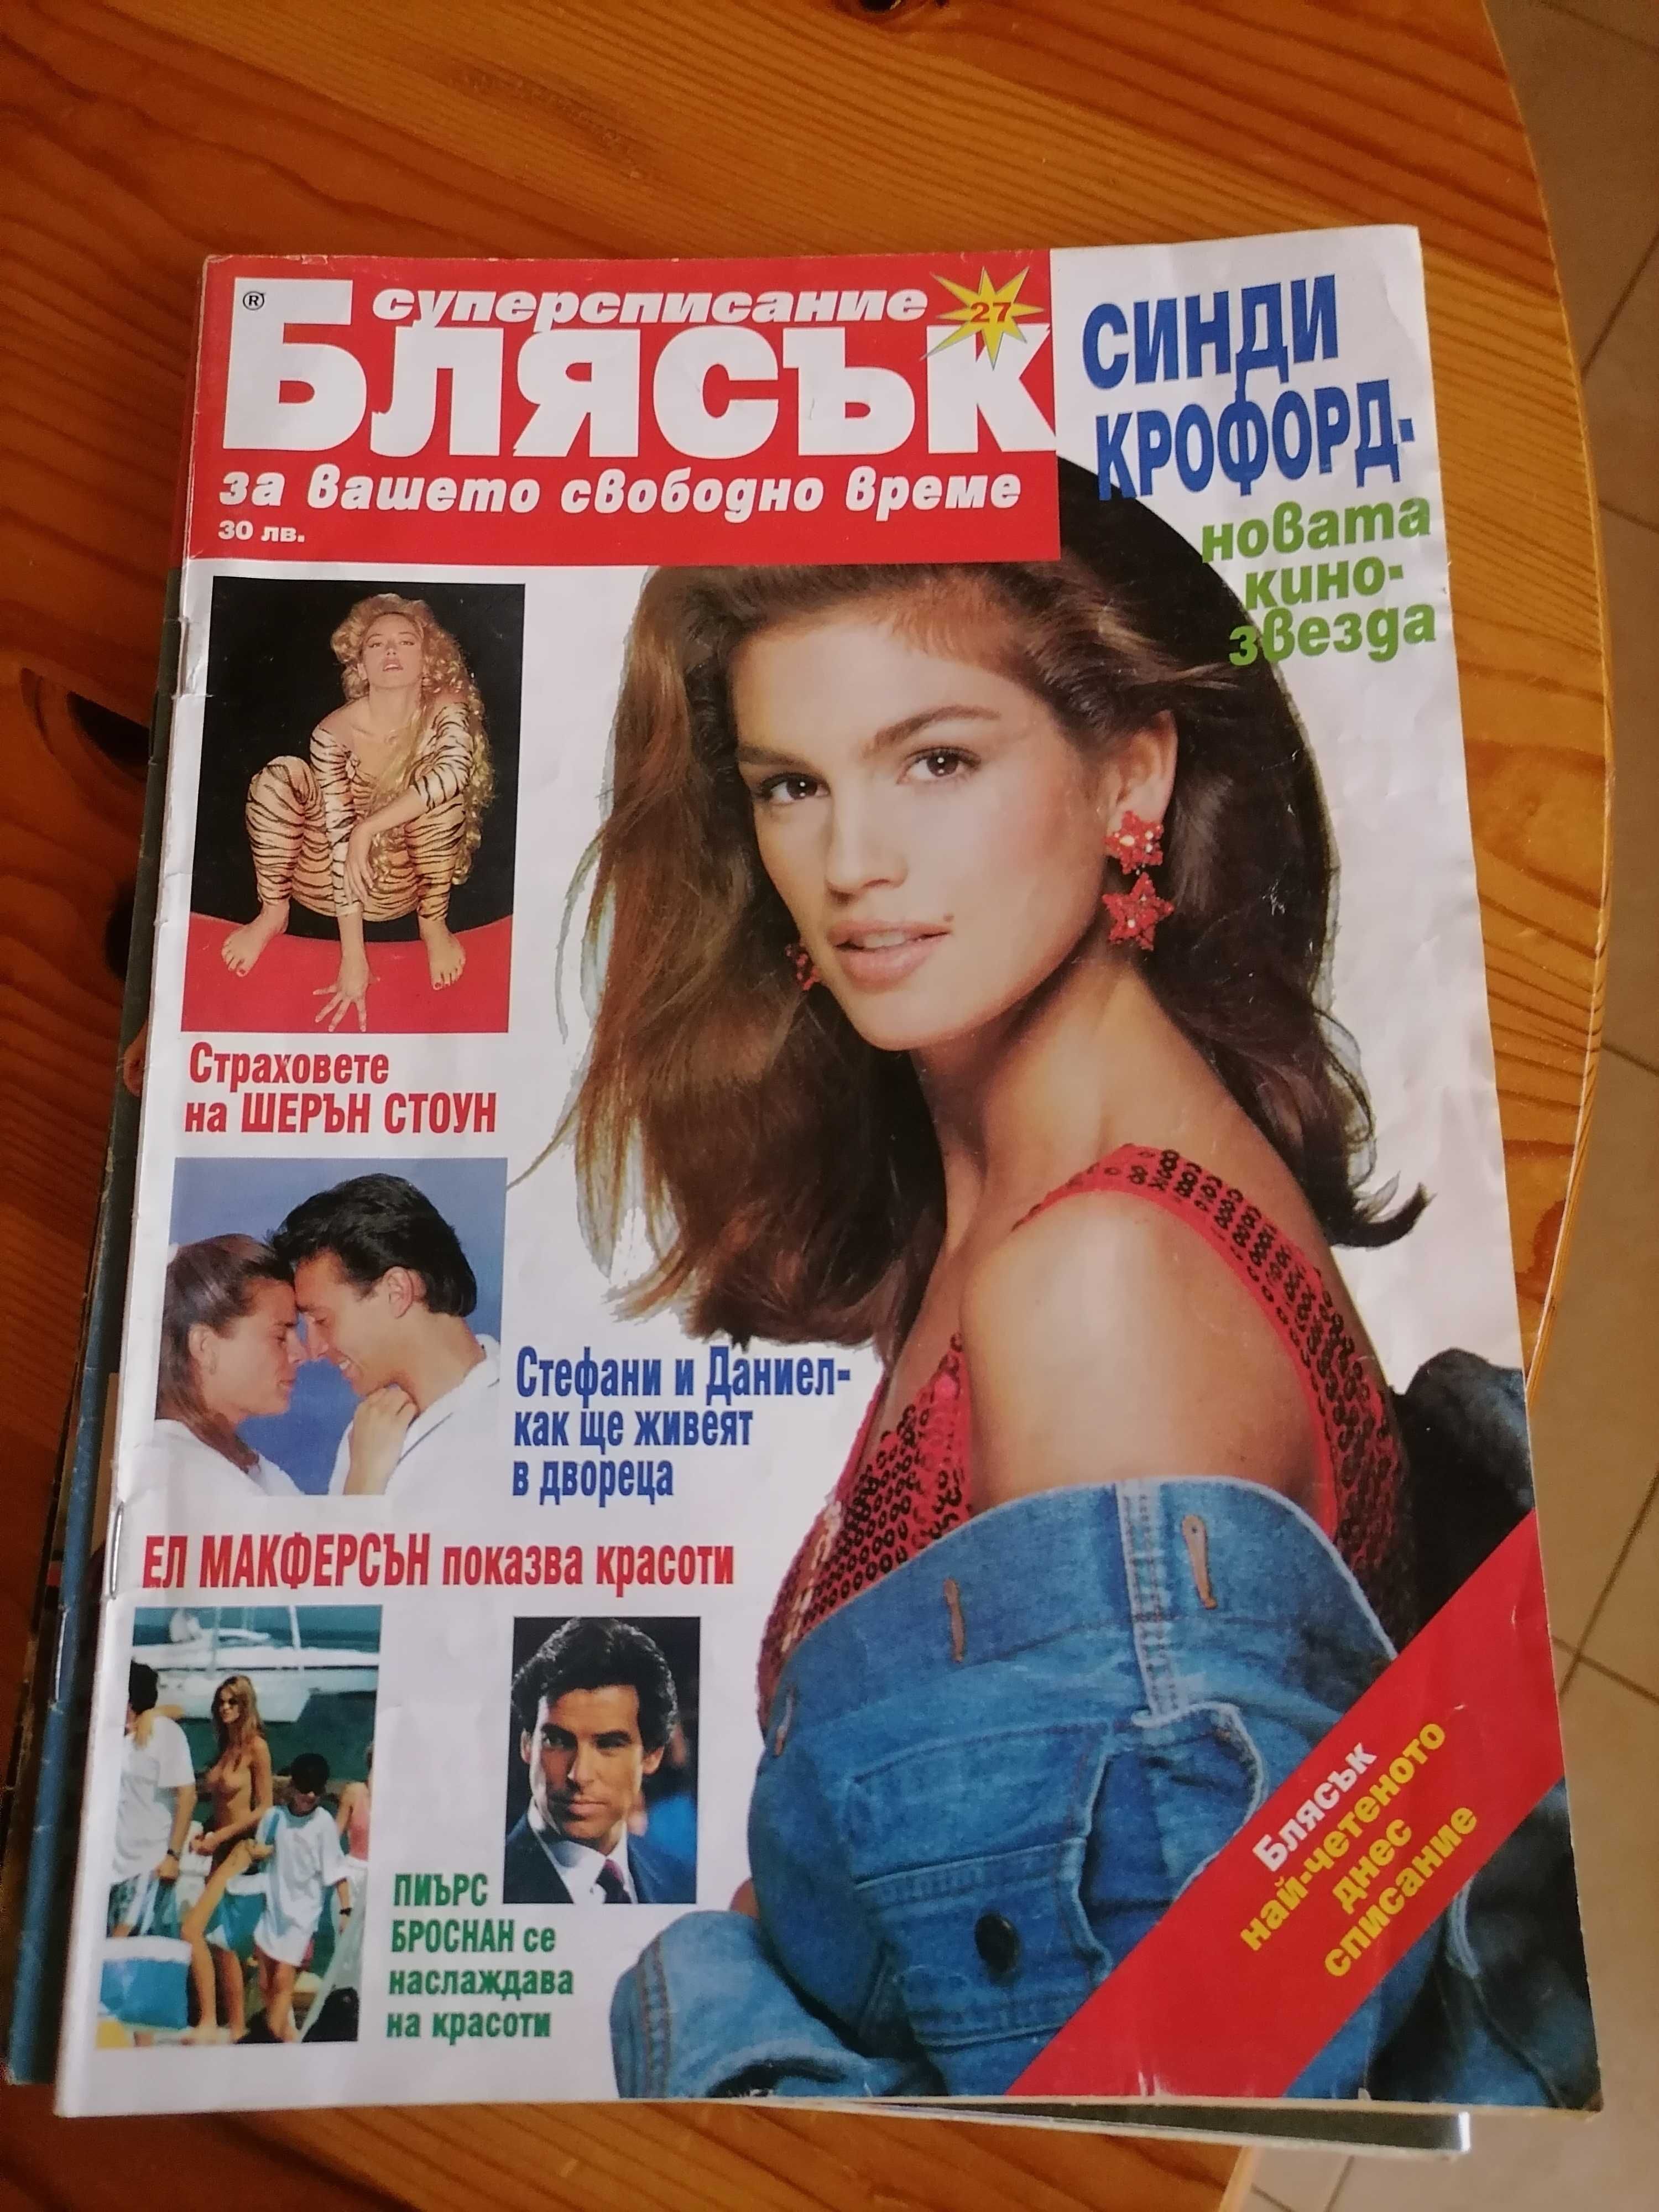 ®
суперсписание
27
Блясък
за вашето свободно време
30 лв.
СИНДИ
КРОФОРД-
новата
кино-
звезда
Страховете
на ШЕРЪН СТОУН
Стефани и Даниел-
как ще живеят
в двореца
ЕЛ МАКФЕРСЪН показва красоти
ПИЪРС
БРОСНАН се
наслаждава
на красоти
Блясък
най-четеното
днес
списание